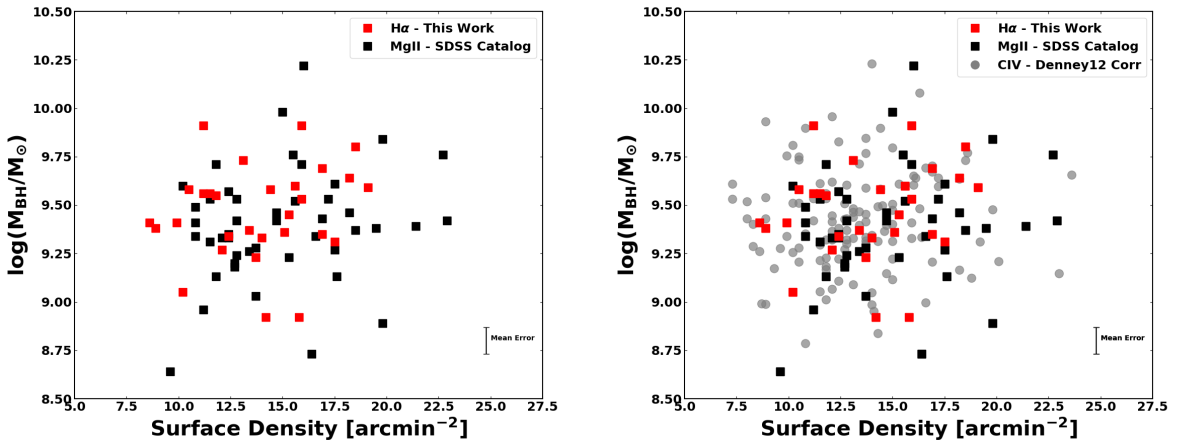 10.50
10.25
10.00
9.75
9.50
9.25
9.00
8.75
8.50
log(M_BH/M_⊙)
Hα - This Work
MgII - SDSS Catalog
Mean Error
5.0 7.5 10.0 12.5 15.0 17.5 20.0 22.5 25.0 27.5
Surface Density [arcmin⁻²]
10.50
10.25
10.00
9.75
9.50
9.25
9.00
8.75
8.50
log(M_BH/M_⊙)
Hα - This Work
MgII - SDSS Catalog
CIV - Denney12 Corr
Mean Error
5.0 7.5 10.0 12.5 15.0 17.5 20.0 22.5 25.0 27.5
Surface Density [arcmin⁻²]